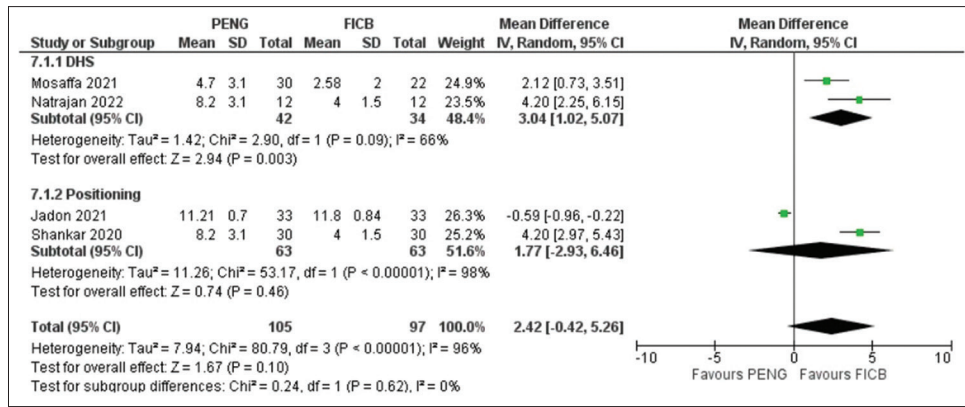 PENG FICB Mean Difference Mean Difference
Study or Subgroup Mean SD Total Mean SD Total Weight IV, Random, 95% CI IV, Random, 95% CI
7.1.1 DHS
Mosaffa 2021 4.7 3.1 30 2.58 2 22 24.9% 2.12 [0.73, 3.51]
Natrajan 2022 8.2 3.1 12 4 1.5 12 23.5% 4.20 [2.25, 6.15]
Subtotal (95% CI) 42 34 48.4% 3.04 [1.02, 5.07]
Heterogeneity: Tau² = 1.42; Chi² = 2.90, df = 1 (P = 0.09); I² = 66%
Test for overall effect: Z = 2.94 (P = 0.003)
7.1.2 Positioning
Jadon 2021 11.21 0.7 33 11.8 0.84 33 26.3% -0.59 [-0.96, -0.22]
Shankar 2020 8.2 3.1 30 4 1.5 30 25.2% 4.20 [2.97, 5.43]
Subtotal (95% CI) 63 63 51.6% 1.77 [-2.93, 6.46]
Heterogeneity: Tau² = 11.26; Chi² = 53.17, df = 1 (P < 0.00001); I² = 98%
Test for overall effect: Z = 0.74 (P = 0.46)
Total (95% CI) 105 97 100.0% 2.42 [-0.42, 5.26]
Heterogeneity: Tau² = 7.94; Chi² = 80.79, df = 3 (P < 0.00001); I² = 96%
Test for overall effect: Z = 1.67 (P = 0.10)
Test for subgroup differences: Chi² = 0.24, df = 1 (P = 0.62), I² = 0%
-10 -5 0 5 10
Favours PENG Favours FICB